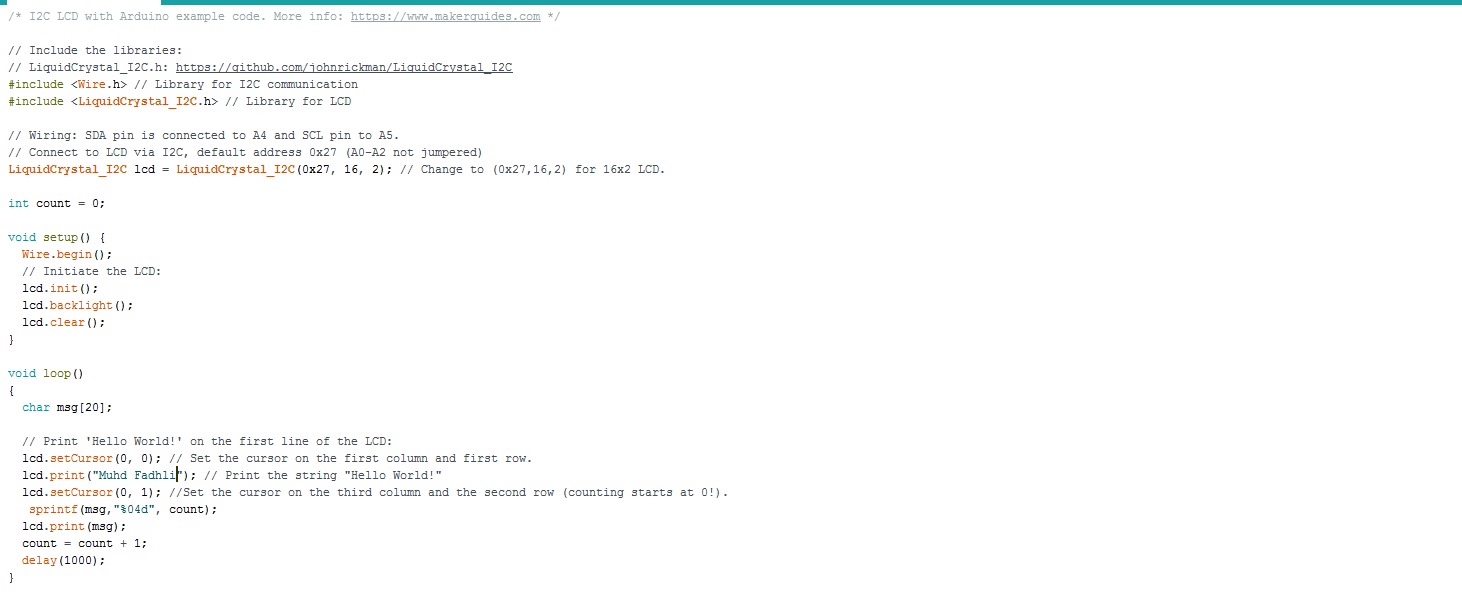 /* I2C LCD with Arduino example code. More info: https://www.makerguides.com */
// Include the libraries:
// LiquidCrystal_I2C.h: https://github.com/johnrickman/LiquidCrystal_I2C
#include <Wire.h> // Library for I2C communication
#include <LiquidCrystal_I2C.h> // Library for LCD
// Wiring: SDA pin is connected to A4 and SCL pin to A5.
// Connect to LCD via I2C, default address 0x27 (A0-A2 not jumpered)
LiquidCrystal_I2C lcd = LiquidCrystal_I2C(0x27, 16, 2); // Change to (0x27,16,2) for 16x2 LCD.
int count = 0;
void setup() {
Wire.begin();
// Initiate the LCD:
lcd.init();
lcd.backlight();
lcd.clear();
}
void loop()
{
char msg[20];
// Print 'Hello World!' on the first line of the LCD:
lcd.setCursor(0, 0); // Set the cursor on the first column and first row.
lcd.print("Muhd Fadhli"); // Print the string "Hello World!"
lcd.setCursor(0, 1); //Set the cursor on the third column and the second row (counting starts at 0!).
sprintf(msg,"%04d", count);
lcd.print(msg);
count = count + 1;
delay(1000);
}